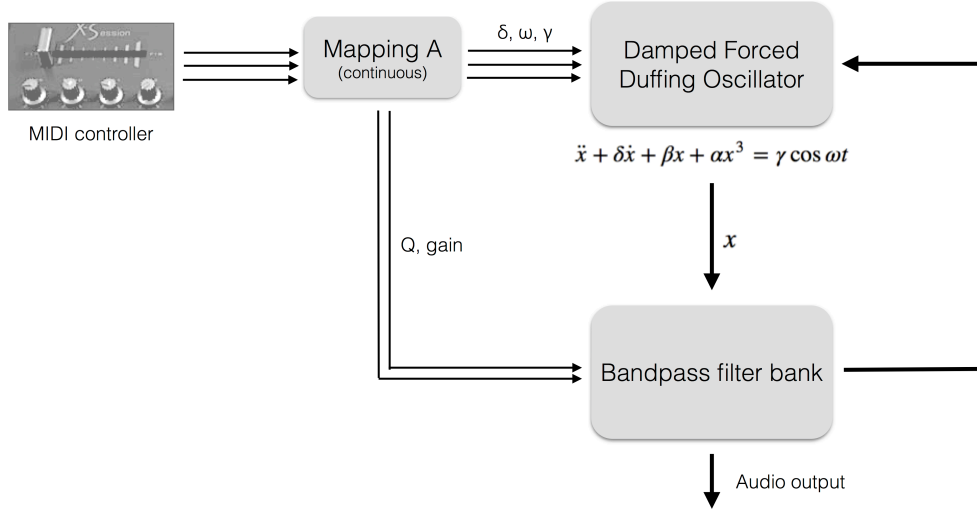 X-Session
MIDI controller
Mapping A
(continuous)
δ, ω, γ
Damped Forced
Duffing Oscillator
ẍ + δẋ + βx + αx³ = γ cos ωt
x
Q, gain
Bandpass filter bank
Audio output